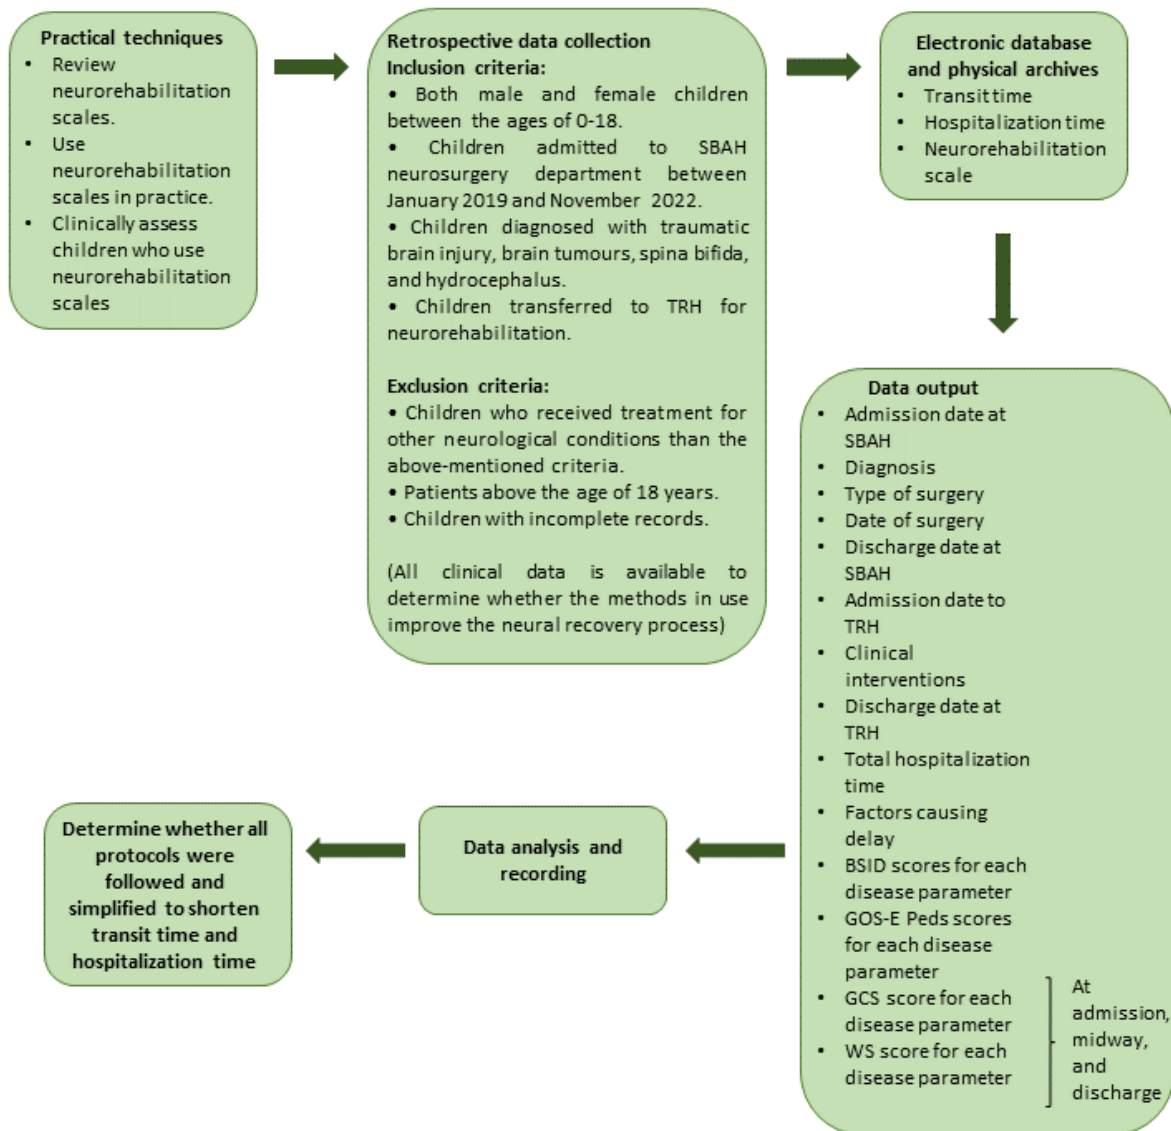 Practical techniques
• Review
neurorehabilitation
scales.
• Use
neurorehabilitation
scales in practice.
• Clinically assess
children who use
neurorehabilitation
scales
Retrospective data collection
Inclusion criteria:
• Both male and female children
between the ages of 0-18.
• Children admitted to SBAH
neurosurgery department between
January 2019 and November 2022.
• Children diagnosed with traumatic
brain injury, brain tumours, spina bifida,
and hydrocephalus.
• Children transferred to TRH for
neurorehabilitation.
Exclusion criteria:
• Children who received treatment for
other neurological conditions than the
above-mentioned criteria.
• Patients above the age of 18 years.
• Children with incomplete records.
(All clinical data is available to
determine whether the methods in use
improve the neural recovery process)
Electronic database
and physical archives
• Transit time
• Hospitalization time
• Neurorehabilitation
scale
Data output
• Admission date at
SBAH
• Diagnosis
• Type of surgery
• Date of surgery
• Discharge date at
SBAH
• Admission date to
TRH
• Clinical
interventions
• Discharge date at
TRH
• Total hospitalization
time
• Factors causing
delay
• BSID scores for each
disease parameter
• GOS-E Peds scores
for each disease
parameter
• GCS score for each
disease parameter
• WS score for each
disease parameter
At
admission,
midway,
and
discharge
Data analysis and
recording
Determine whether all
protocols were
followed and
simplified to shorten
transit time and
hospitalization time